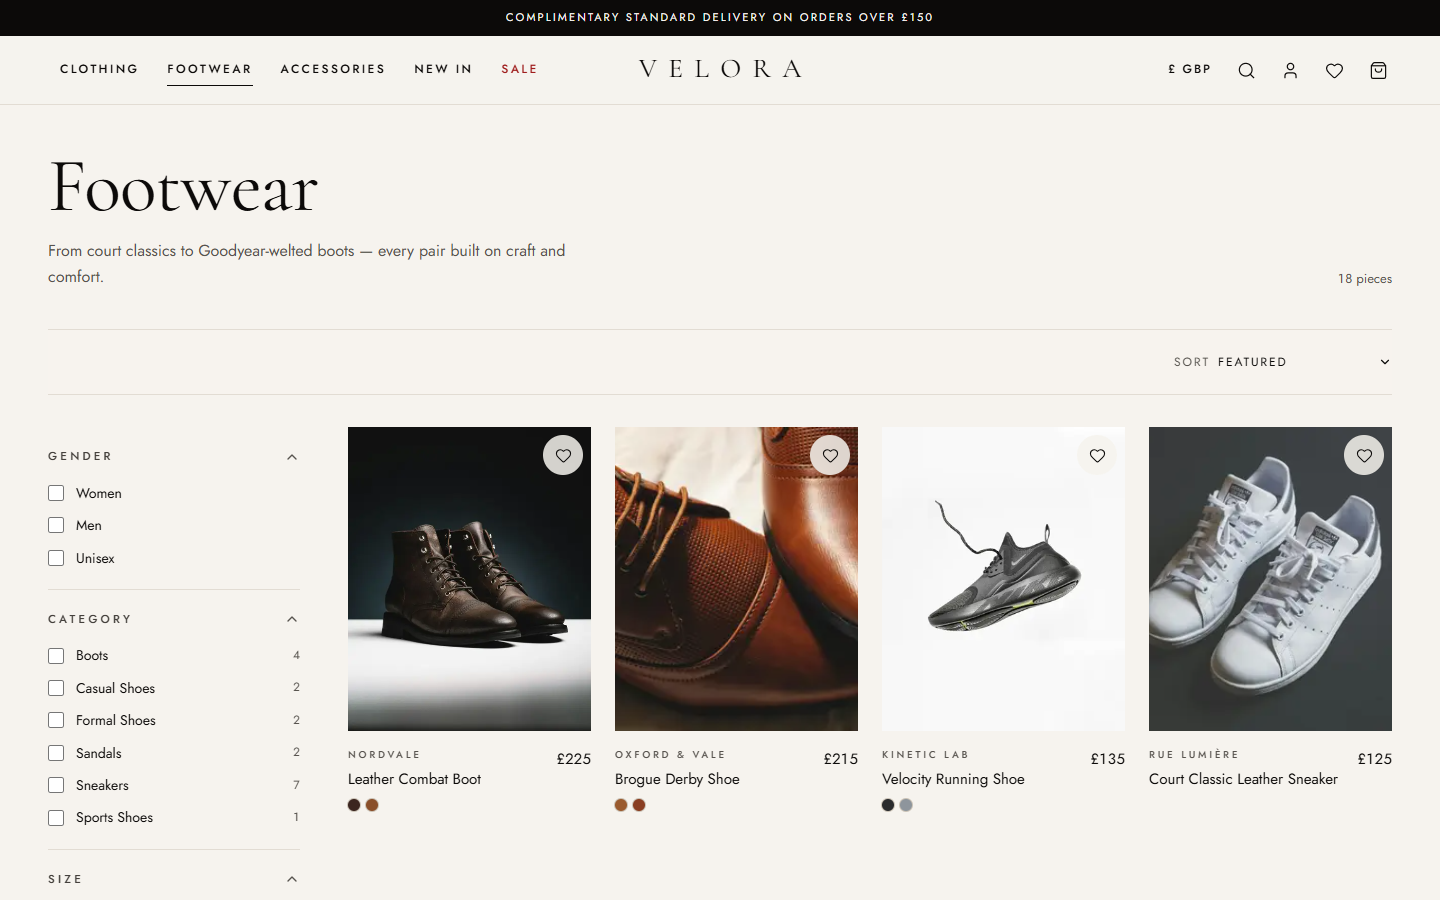 COMPLIMENTARY STANDARD DELIVERY ON ORDERS OVER £150
CLOTHING FOOTWEAR ACCESSORIES NEW IN SALE VELORA £ GBP
Footwear
From court classics to Goodyear-welted boots — every pair built on craft and
comfort.
18 pieces
SORT FEATURED
GENDER
Women
Men
Unisex
CATEGORY
Boots 4
Casual Shoes 2
Formal Shoes 2
Sandals 2
Sneakers 7
Sports Shoes 1
SIZE
NORDVALE £225
Leather Combat Boot
OXFORD & VALE £215
Brogue Derby Shoe
KINETIC LAB £135
Velocity Running Shoe
RUE LUMIÈRE £125
Court Classic Leather Sneaker